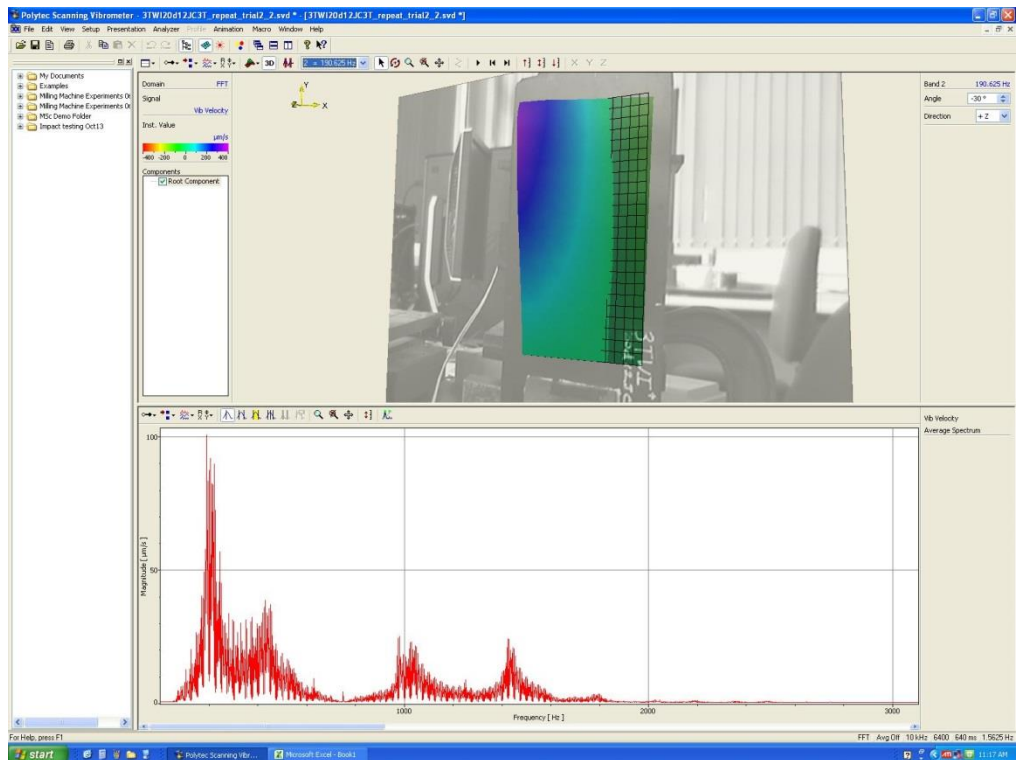 Polytec Scanning Vibrometer - 3TWI20d12JC3T_repeat_trial2_2.svd * - [3TWI20d12JC3T_repeat_trial2_2.svd *]
File Edit View Setup Presentation Analyzer Profile Animation Macro Window Help
3D 2 = 190.625 Hz X Y Z
My Documents
Examples
Milling Machine Experiments
Milling Machine Experiments
MSc Demo Folder
Impact testing Oct13
Domain FFT
Signal
Vib Velocity
Inst. Value
µm/s
-400 -200 0 200 400
Components
Root Component
Y
X
3TWI
Band 2 190.625 Hz
Angle -30 °
Direction + Z
Vib Velocity
Average Spectrum
100
50
0
Magnitude [ µm/s ]
1000 2000 3000
Frequency [ Hz ]
For Help, press F1
FFT Avg Off 10 kHz 6400 640 ms 1.5625 Hz
start Polytec Scanning Vibr... Microsoft Excel - Book1 11:17 AM